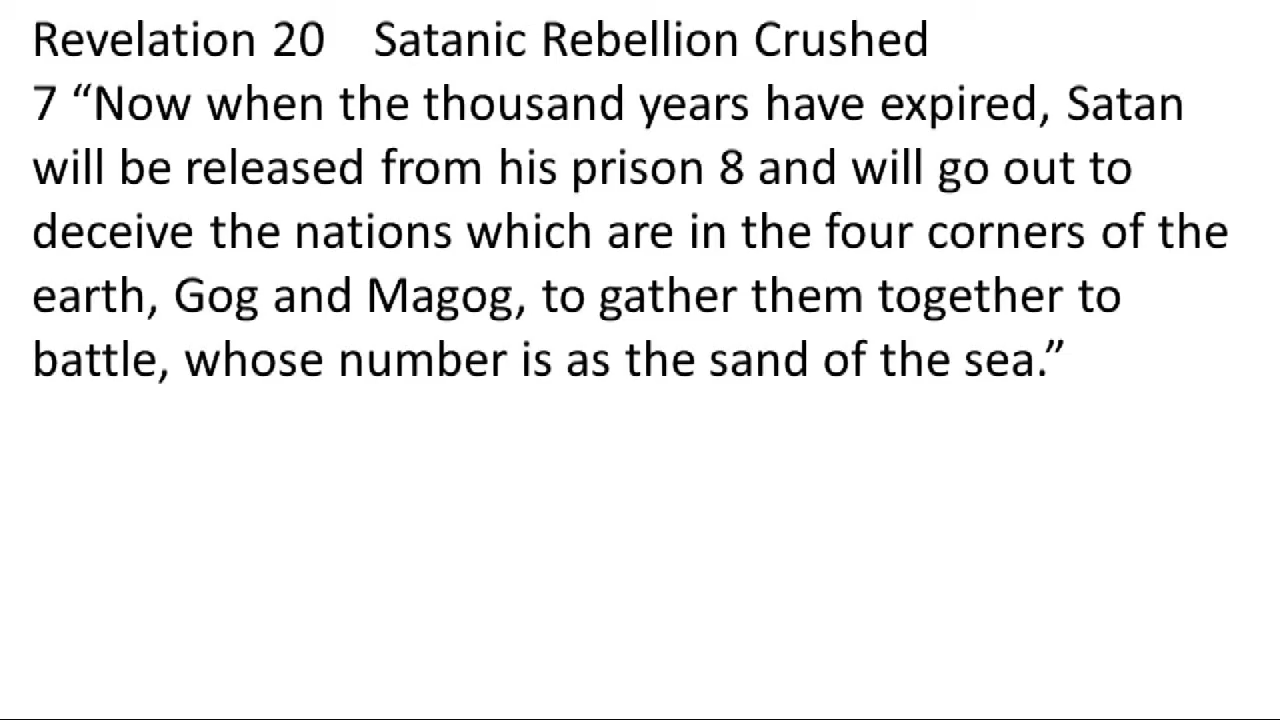 Revelation 20    Satanic Rebellion Crushed
7 “Now when the thousand years have expired, Satan
will be released from his prison 8 and will go out to
deceive the nations which are in the four corners of the
earth, Gog and Magog, to gather them together to
battle, whose number is as the sand of the sea.”